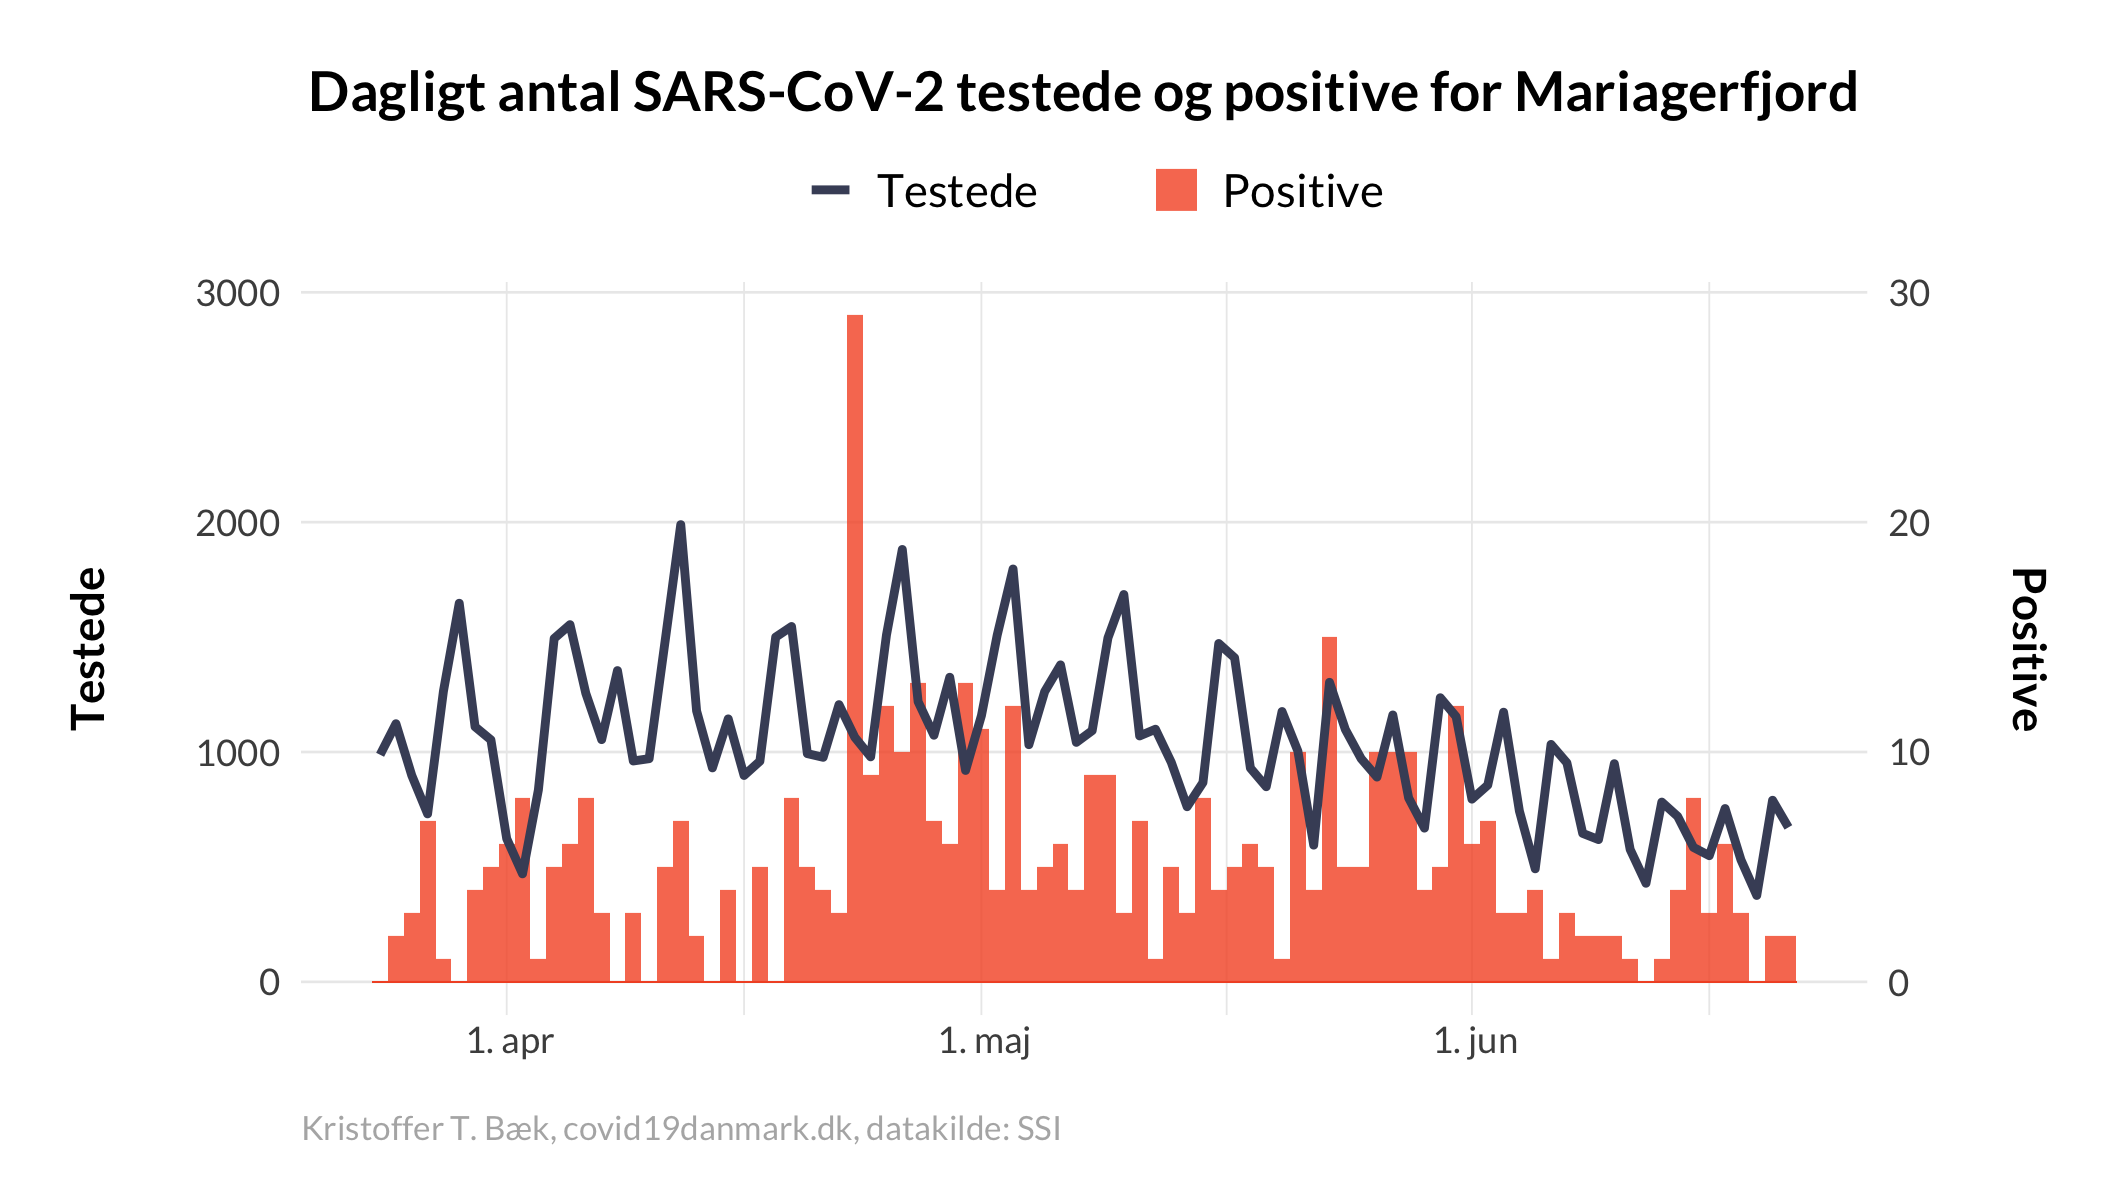 Dagligt antal SARS-CoV-2 testede og positive for Mariagerfjord
Testede
Positive
3000
2000
1000
0
30
20
10
0
Testede
Positive
1. apr
1. maj
1. jun
Kristoffer T. Bæk, covid19danmark.dk, datakilde: SSI